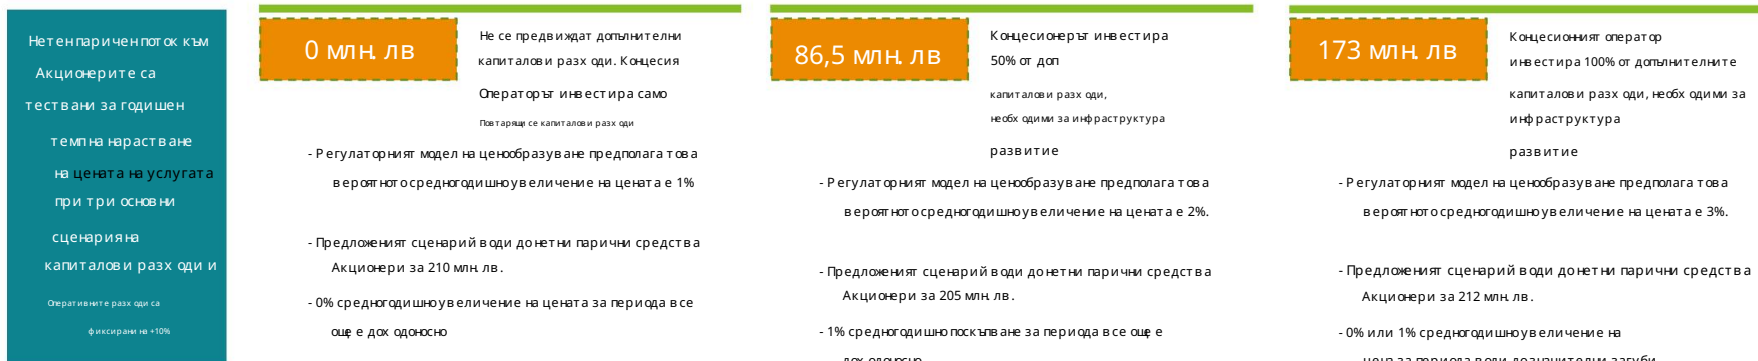 Нетен паричен поток към
Акционерите са
тествани за годишен
темп на нарастване
на цената на услугата
при три основни
сценария на
капиталови разходи и
Оперативните разходи са
фиксирани на +10%
0 млн. лв
Не се предвиждат допълнителни
капиталови разходи. Концесия
Операторът инвестира само
Повтарящи се капиталови разходи
- Регулаторният модел на ценообразуване предполага това
вероятното средногодишно увеличение на цената е 1%
- Предложеният сценарий води до нетни парични средства
Акционери за 210 млн. лв.
- 0% средногодишно увеличение на цената за периода все
още е доходоносно
86,5 млн. лв
Концесионерът инвестира
50% от доп
капиталови разходи,
необходими за инфраструктура
развитие
- Регулаторният модел на ценообразуване предполага това
вероятното средногодишно увеличение на цената е 2%.
- Предложеният сценарий води до нетни парични средства
Акционери за 205 млн. лв.
- 1% средногодишно поскъпване за периода все още е
доходоносно
173 млн. лв
Концесионният оператор
инвестира 100% от допълнителните
капиталови разходи, необходими за
инфраструктура
развитие
- Регулаторният модел на ценообразуване предполага това
вероятното средногодишно увеличение на цената е 3%.
- Предложеният сценарий води до нетни парични средства
Акционери за 212 млн. лв.
- 0% или 1% средногодишно увеличение на
цена за периода води до значителни загуби